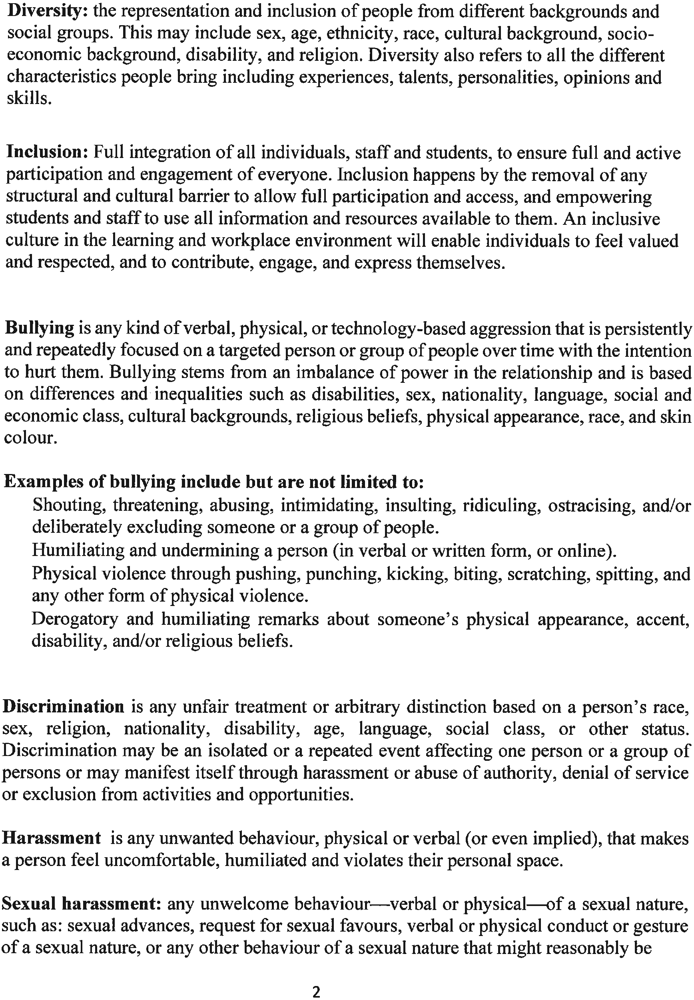 Diversity: the representation and inclusion of people from different backgrounds and
social groups. This may include sex, age, ethnicity, race, cultural background, socio-
economic background, disability, and religion. Diversity also refers to all the different
characteristics people bring including experiences, talents, personalities, opinions and
skills.
Inclusion: Full integration of all individuals, staff and students, to ensure full and active
participation and engagement of everyone. Inclusion happens by the removal of any
structural and cultural barrier to allow full participation and access, and empowering
students and staff to use all information and resources available to them. An inclusive
culture in the learning and workplace environment will enable individuals to feel valued
and respected, and to contribute, engage, and express themselves.
Bullying is any kind of verbal, physical, or technology-based aggression that is persistently
and repeatedly focused on a targeted person or group of people over time with the intention
to hurt them. Bullying stems from an imbalance of power in the relationship and is based
on differences and inequalities such as disabilities, sex, nationality, language, social and
economic class, cultural backgrounds, religious beliefs, physical appearance, race, and skin
colour.
Examples of bullying include but are not limited to:
Shouting, threatening, abusing, intimidating, insulting, ridiculing, ostracising, and/or
deliberately excluding someone or a group of people.
Humiliating and undermining a person (in verbal or written form, or online).
Physical violence through pushing, punching, kicking, biting, scratching, spitting, and
any other form of physical violence.
Derogatory and humiliating remarks about someone's physical appearance, accent,
disability, and/or religious beliefs.
Discrimination is any unfair treatment or arbitrary distinction based on a person's race,
sex, religion, nationality, disability, age, language, social class, or other status.
Discrimination may be an isolated or a repeated event affecting one person or a group of
persons or may manifest itself through harassment or abuse of authority, denial of service
or exclusion from activities and opportunities.
Harassment is any unwanted behaviour, physical or verbal (or even implied), that makes
a person feel uncomfortable, humiliated and violates their personal space.
Sexual harassment: any unwelcome behaviour—verbal or physical—of a sexual nature,
such as: sexual advances, request for sexual favours, verbal or physical conduct or gesture
of a sexual nature, or any other behaviour of a sexual nature that might reasonably be
2